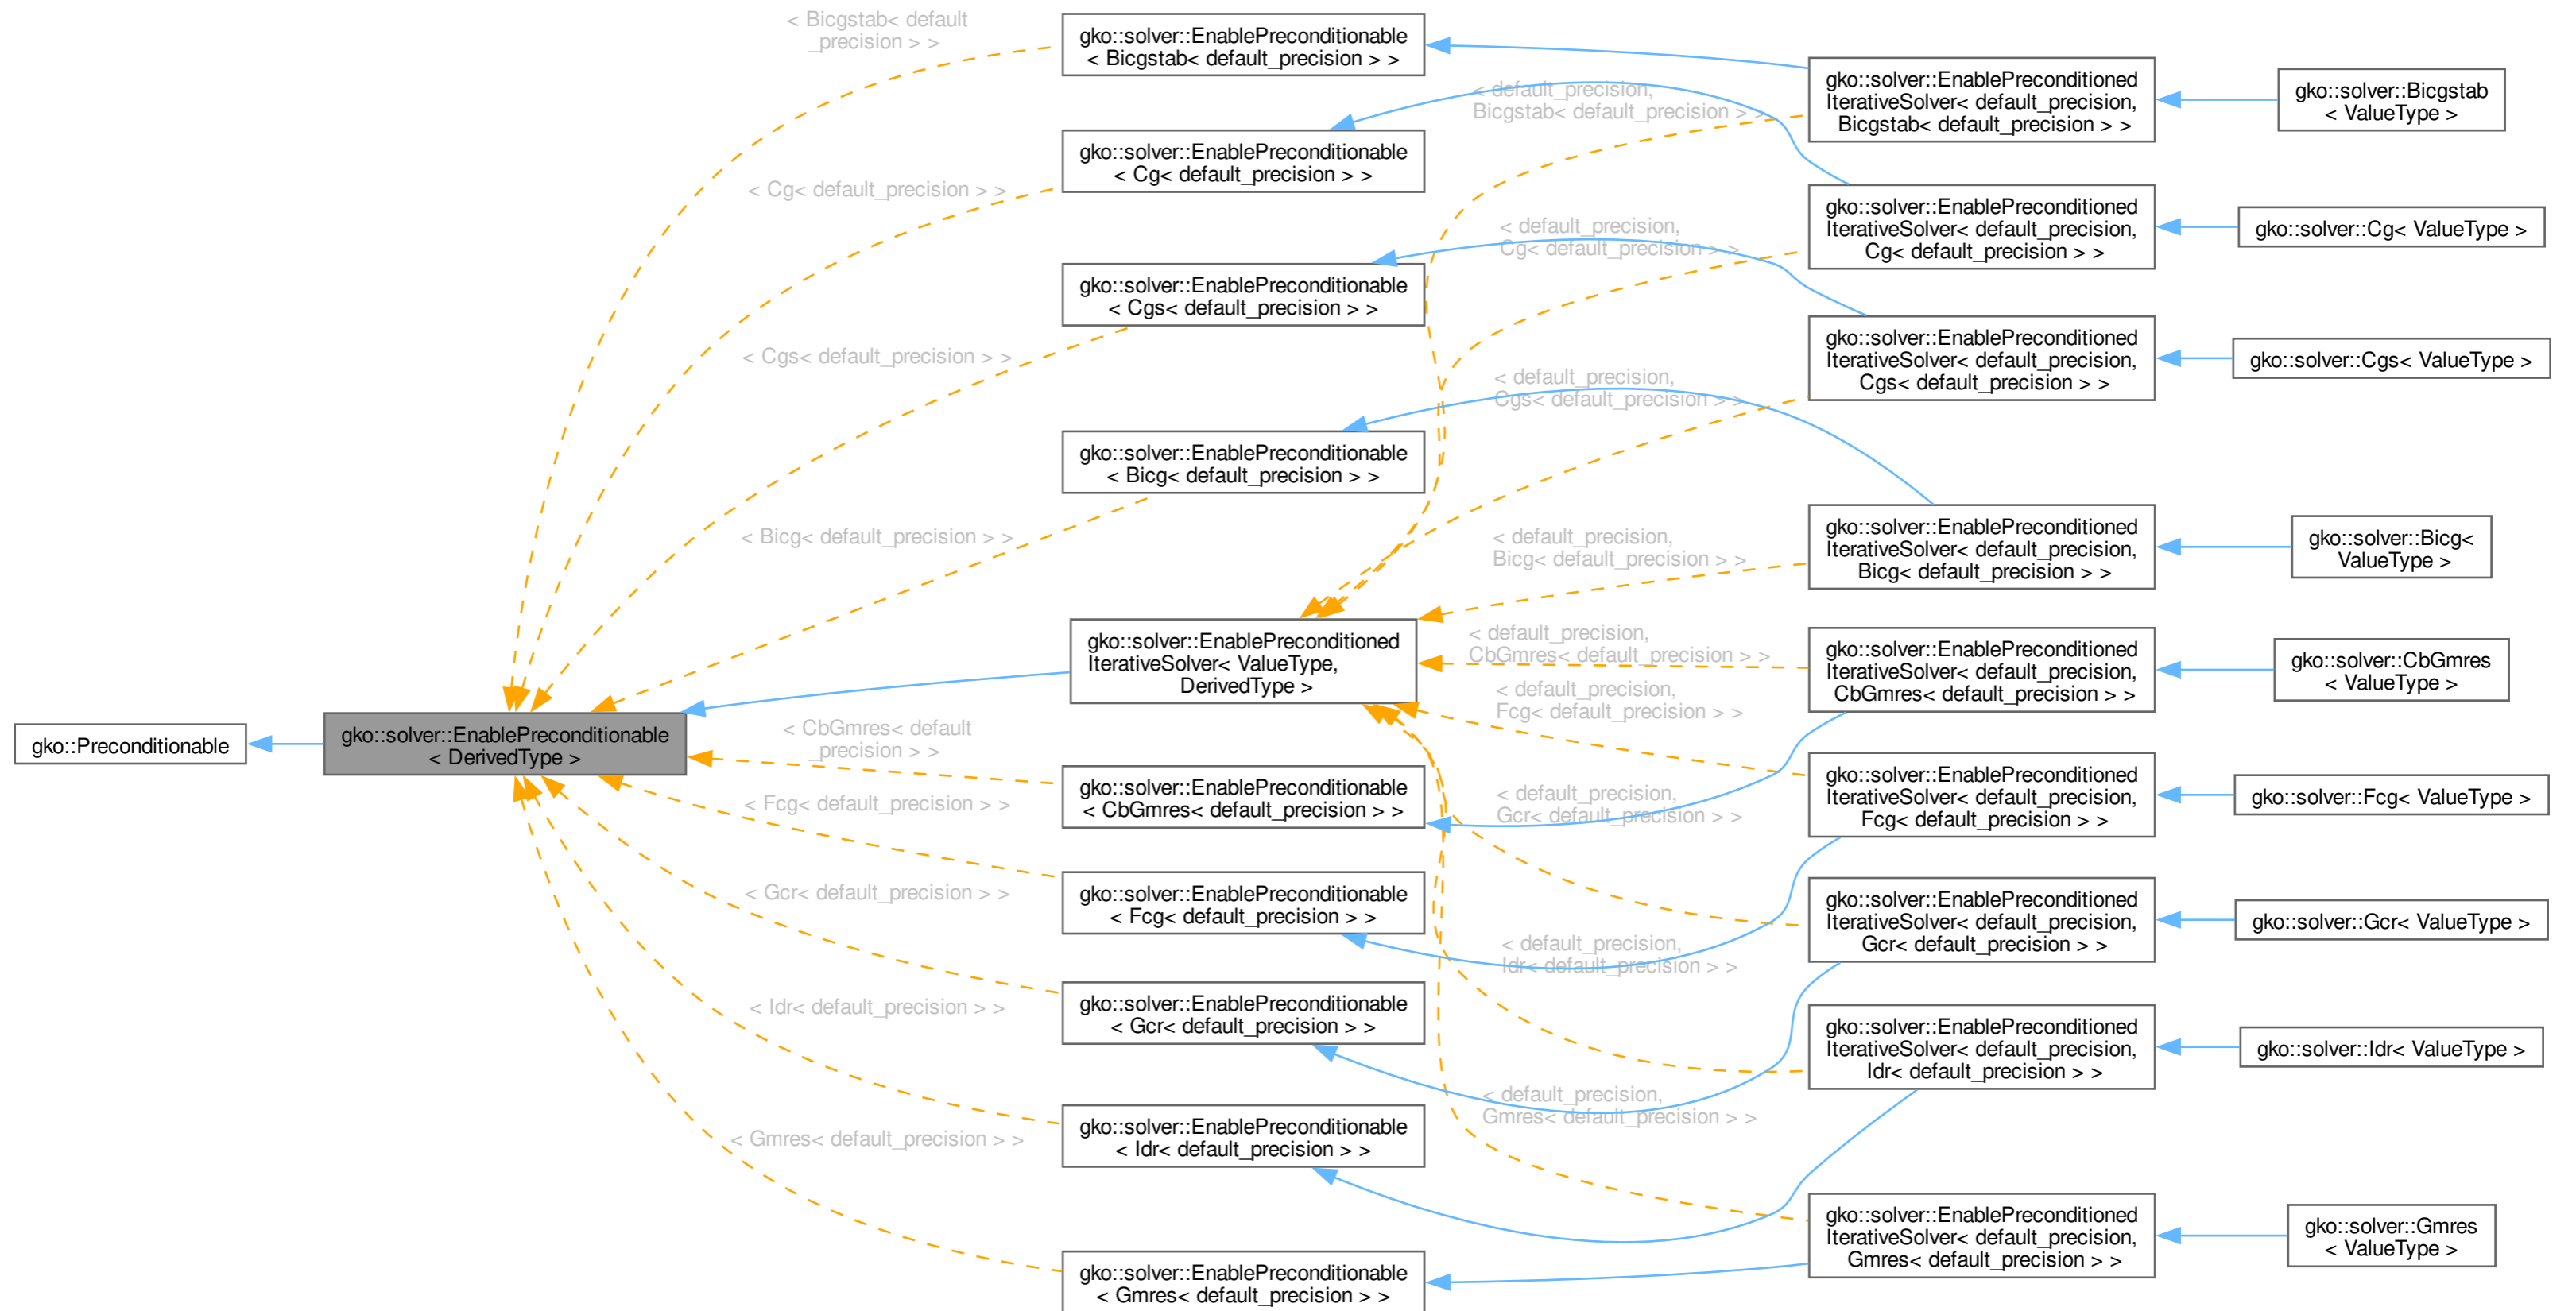 gko::Preconditionable
gko::solver::EnablePreconditionable
< DerivedType >
< Bicgstab< default
_precision > >
< Cg< default_precision > >
< Cgs< default_precision > >
< Bicg< default_precision > >
< CbGmres< default
_precision > >
< Fcg< default_precision > >
< Gcr< default_precision > >
< Idr< default_precision > >
< Gmres< default_precision > >
gko::solver::EnablePreconditionable
< Bicgstab< default_precision > >
gko::solver::EnablePreconditionable
< Cg< default_precision > >
gko::solver::EnablePreconditionable
< Cgs< default_precision > >
gko::solver::EnablePreconditionable
< Bicg< default_precision > >
gko::solver::EnablePreconditioned
IterativeSolver< ValueType,
DerivedType >
gko::solver::EnablePreconditionable
< CbGmres< default_precision > >
gko::solver::EnablePreconditionable
< Fcg< default_precision > >
gko::solver::EnablePreconditionable
< Gcr< default_precision > >
gko::solver::EnablePreconditionable
< Idr< default_precision > >
gko::solver::EnablePreconditionable
< Gmres< default_precision > >
< default_precision,
Bicgstab< default_precision > >
< default_precision,
Cg< default_precision > >
< default_precision,
Cgs< default_precision > >
< default_precision,
Bicg< default_precision > >
< default_precision,
CbGmres< default_precision > >
< default_precision,
Fcg< default_precision > >
< default_precision,
Gcr< default_precision > >
< default_precision,
Idr< default_precision > >
< default_precision,
Gmres< default_precision > >
gko::solver::EnablePreconditioned
IterativeSolver< default_precision,
Bicgstab< default_precision > >
gko::solver::EnablePreconditioned
IterativeSolver< default_precision,
Cg< default_precision > >
gko::solver::EnablePreconditioned
IterativeSolver< default_precision,
Cgs< default_precision > >
gko::solver::EnablePreconditioned
IterativeSolver< default_precision,
Bicg< default_precision > >
gko::solver::EnablePreconditioned
IterativeSolver< default_precision,
CbGmres< default_precision > >
gko::solver::EnablePreconditioned
IterativeSolver< default_precision,
Fcg< default_precision > >
gko::solver::EnablePreconditioned
IterativeSolver< default_precision,
Gcr< default_precision > >
gko::solver::EnablePreconditioned
IterativeSolver< default_precision,
Idr< default_precision > >
gko::solver::EnablePreconditioned
IterativeSolver< default_precision,
Gmres< default_precision > >
gko::solver::Bicgstab
< ValueType >
gko::solver::Cg< ValueType >
gko::solver::Cgs< ValueType >
gko::solver::Bicg<
ValueType >
gko::solver::CbGmres
< ValueType >
gko::solver::Fcg< ValueType >
gko::solver::Gcr< ValueType >
gko::solver::Idr< ValueType >
gko::solver::Gmres
< ValueType >